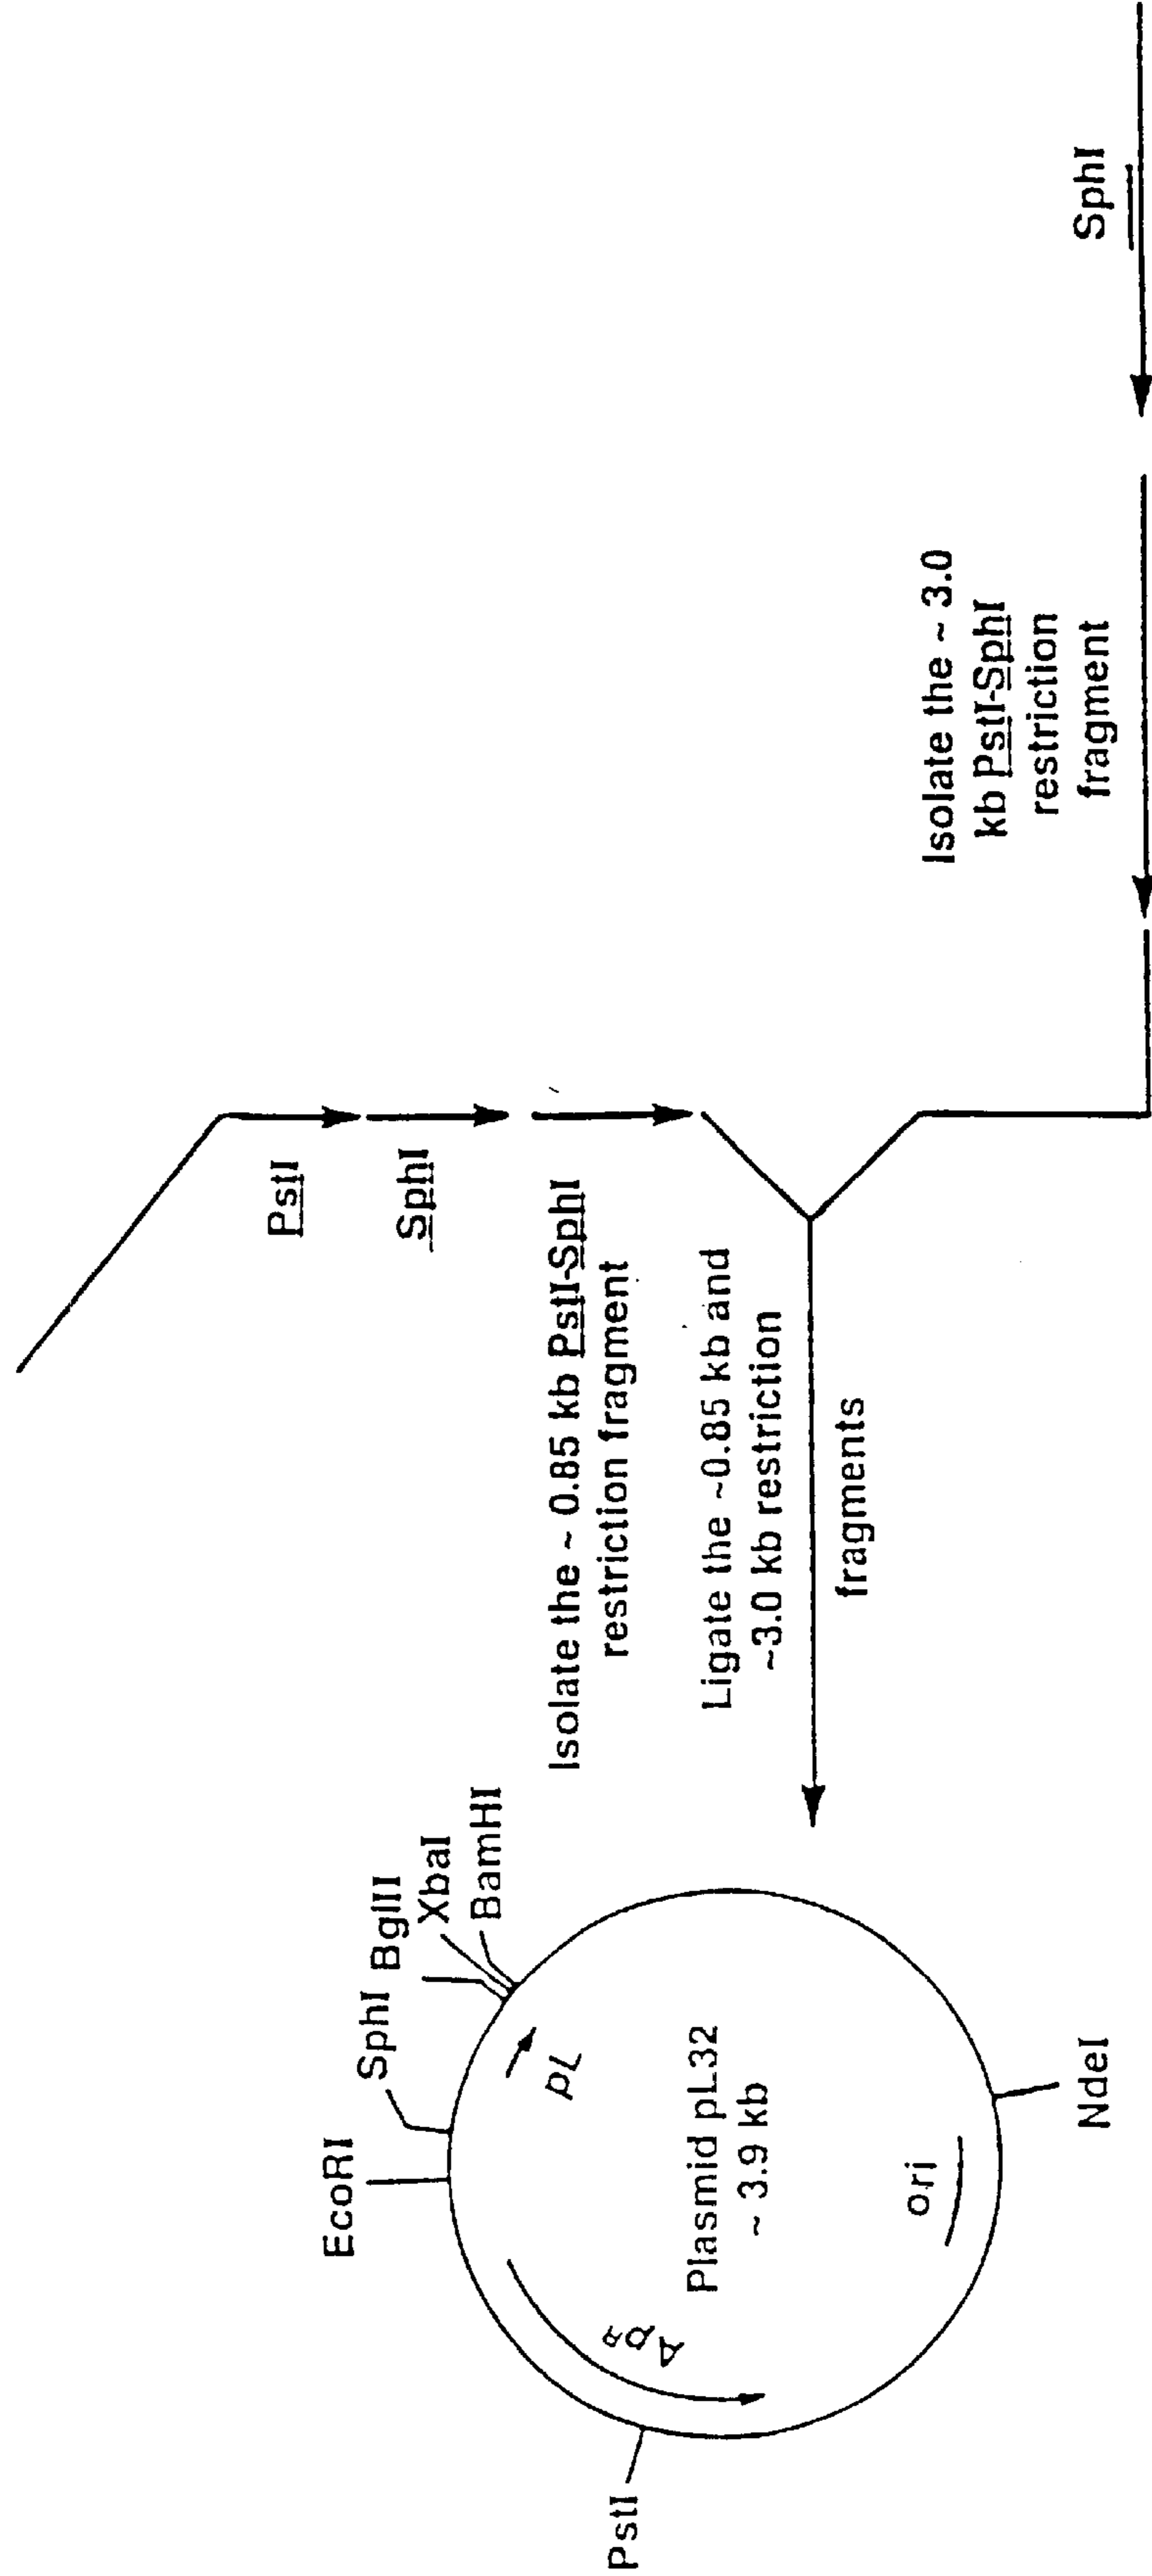 PstI
SphI
Isolate the ~ 0.85 kb PstI-SphI
restriction fragment
SphI
Isolate the ~ 3.0
kb PstI-SphI
restriction
fragment
Ligate the ~0.85 kb and
~3.0 kb restriction
fragments
EcoRI
SphI
BglII
XbaI
BamHI
pL
Plasmid pL32
~ 3.9 kb
ApR
ori
PstI
NdeI